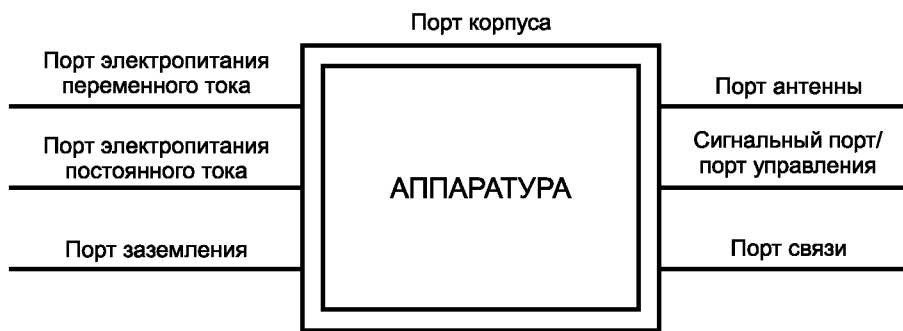 Порт корпуса
Порт электропитания
переменного тока
Порт антенны
Порт электропитания
постоянного тока
Сигнальный порт/
порт управления
АППАРАТУРА
Порт заземления
Порт связи